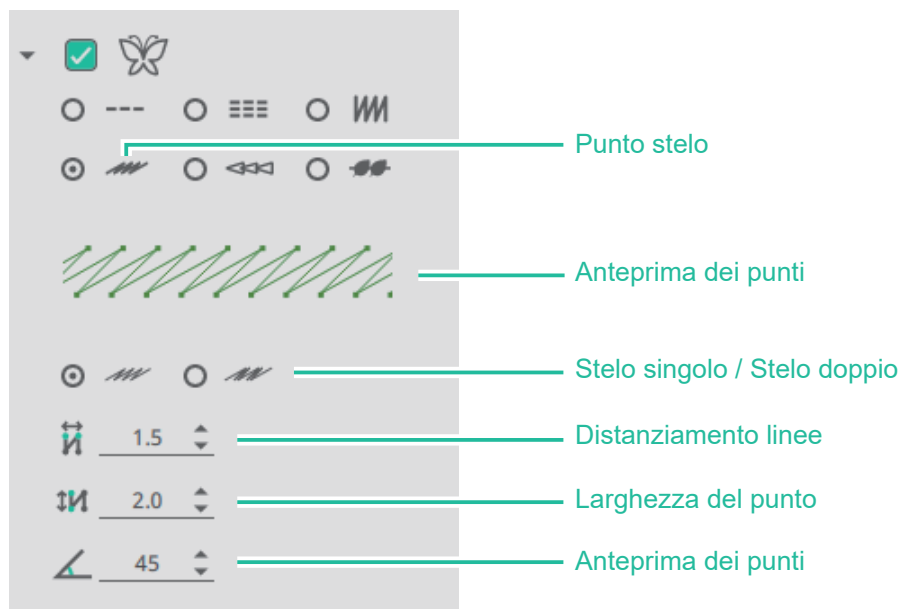 Punto stelo
Anteprima dei punti
Stelo singolo / Stelo doppio
1.5
Distanziamento linee
2.0
Larghezza del punto
45
Anteprima dei punti